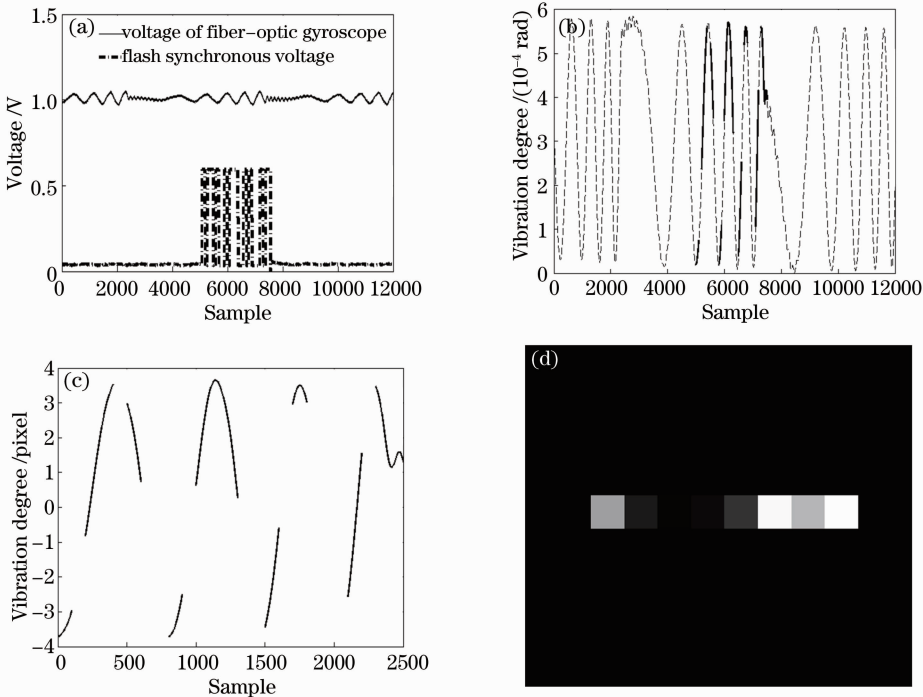 (a)
voltage of fiber-optic gyroscope
flash synchronous voltage
Voltage /V
1.5
1.0
0.5
0
0 2000 4000 6000 8000 10000 12000
Sample
(b)
Vibration degree /(10⁻⁴ rad)
6
5
4
3
2
1
0
0 2000 4000 6000 8000 10000 12000
Sample
(c)
Vibration degree /pixel
4
3
2
1
0
−1
−2
−3
−4
0 500 1000 1500 2000 2500
Sample
(d)